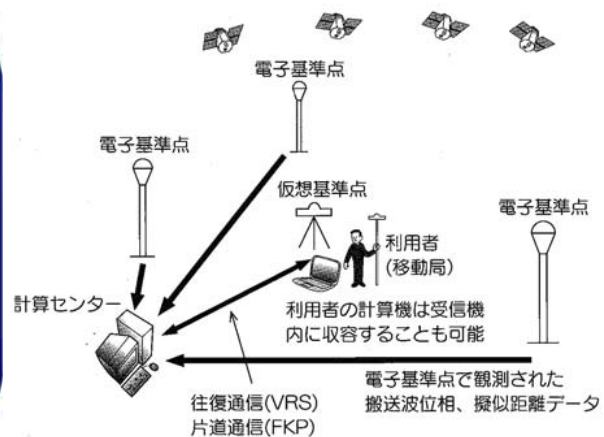 電子基準点
電子基準点
仮想基準点
電子基準点
利用者
(移動局)
計算センター
利用者の計算機は受信機
内に収容することも可能
電子基準点で観測された
搬送波位相、擬似距離データ
往復通信(VRS)
片道通信(FKP)